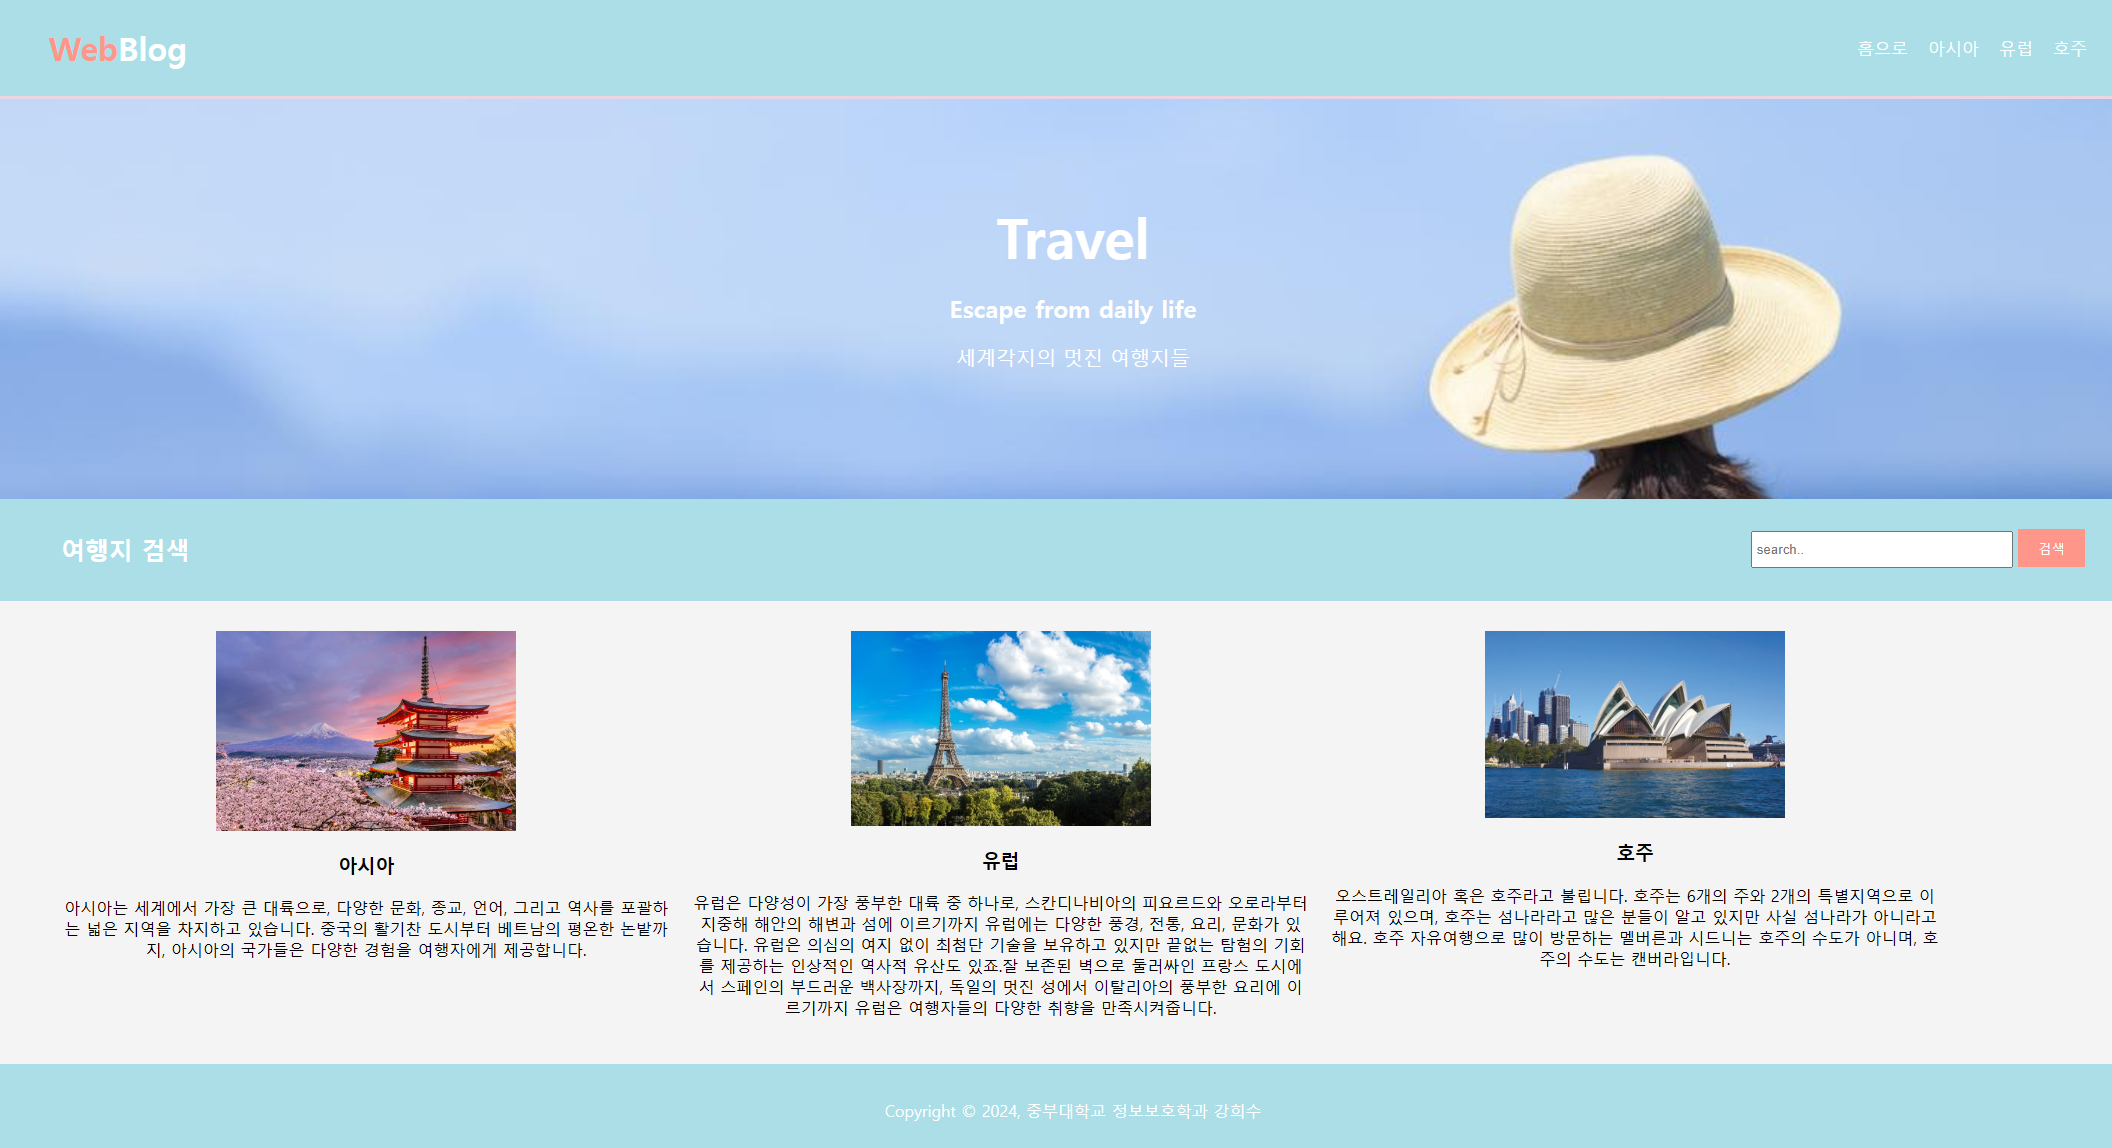 WebBlog
홈으로 아시아 유럽 호주
Travel
Escape from daily life
세계각지의 멋진 여행지들
여행지 검색
search..
검색
아시아
아시아는 세계에서 가장 큰 대륙으로, 다양한 문화, 종교, 언어, 그리고 역사를 포괄하
는 넓은 지역을 차지하고 있습니다. 중국의 활기찬 도시부터 베트남의 평온한 논밭까
지, 아시아의 국가들은 다양한 경험을 여행자에게 제공합니다.
유럽
유럽은 다양성이 가장 풍부한 대륙 중 하나로, 스칸디나비아의 피요르드와 오로라부터
지중해 해안의 해변과 섬에 이르기까지 유럽에는 다양한 풍경, 전통, 요리, 문화가 있
습니다. 유럽은 의심의 여지 없이 최첨단 기술을 보유하고 있지만 끝없는 탐험의 기회
를 제공하는 인상적인 역사적 유산도 있죠.잘 보존된 벽으로 둘러싸인 프랑스 도시에
서 스페인의 부드러운 백사장까지, 독일의 멋진 성에서 이탈리아의 풍부한 요리에 이
르기까지 유럽은 여행자들의 다양한 취향을 만족시켜줍니다.
호주
오스트레일리아 혹은 호주라고 불립니다. 호주는 6개의 주와 2개의 특별지역으로 이
루어져 있으며, 호주는 섬나라라고 많은 분들이 알고 있지만 사실 섬나라가 아니라고
해요. 호주 자유여행으로 많이 방문하는 멜버른과 시드니는 호주의 수도가 아니며, 호
주의 수도는 캔버라입니다.
Copyright © 2024, 중부대학교 정보보호학과 강희수